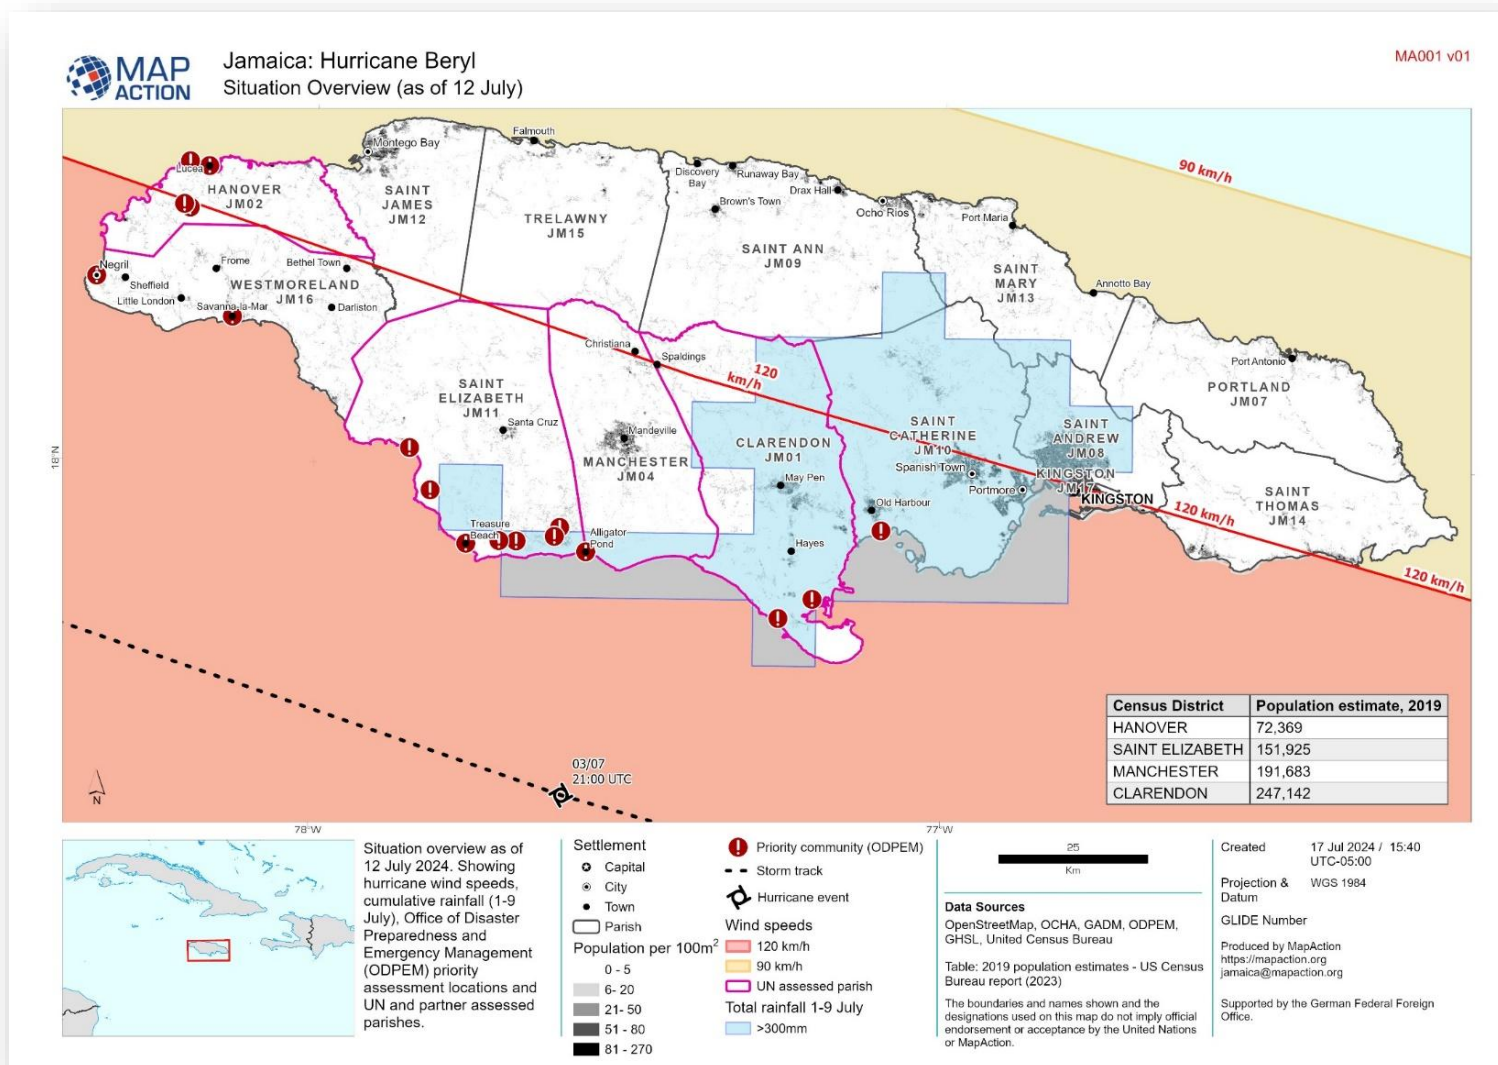 MAP
ACTION
Jamaica: Hurricane Beryl
Situation Overview (as of 12 July)
MA001 v01
Montego Bay
Falmouth
Discovery
Bay
Runaway Bay
Drax Hall
Brown's Town
Ocho Rios
Port Maria
Annotto Bay
Port Antonio
90 km/h
Lucea
HANOVER
JM02
SAINT
JAMES
JM12
TRELAWNY
JM15
SAINT ANN
JM09
SAINT
MARY
JM13
PORTLAND
JM07
Negril
Frome
Bethel Town
Sheffield
Little London
WESTMORELAND
JM16
Savanna-la-Mar
Darliston
Christiana
Spaldings
120
km/h
SAINT
ELIZABETH
JM11
Santa Cruz
Mandeville
MANCHESTER
JM04
CLARENDON
JM01
May Pen
SAINT
CATHERINE
JM10
Spanish Town
Portmore
Old Harbour
SAINT
ANDREW
JM08
KINGSTON
JM17
KINGSTON
SAINT
THOMAS
JM14
120 km/h
120 km/h
Treasure
Beach
Alligator
Pond
Hayes
18°N
03/07
21:00 UTC
N
78°W
77°W
Census District Population estimate, 2019
HANOVER 72,369
SAINT ELIZABETH 151,925
MANCHESTER 191,683
CLARENDON 247,142
Situation overview as of
12 July 2024. Showing
hurricane wind speeds,
cumulative rainfall (1-9
July), Office of Disaster
Preparedness and
Emergency Management
(ODPEM) priority
assessment locations and
UN and partner assessed
parishes.
Settlement
Capital
City
Town
Parish
Population per 100m²
0 - 5
6- 20
21- 50
51 - 80
81 - 270
Priority community (ODPEM)
Storm track
Hurricane event
Wind speeds
120 km/h
90 km/h
UN assessed parish
Total rainfall 1-9 July
>300mm
25
Km
Data Sources
OpenStreetMap, OCHA, GADM, ODPEM,
GHSL, United Census Bureau
Table: 2019 population estimates - US Census
Bureau report (2023)
The boundaries and names shown and the
designations used on this map do not imply official
endorsement or acceptance by the United Nations
or MapAction.
Created 17 Jul 2024 / 15:40
UTC-05:00
Projection & WGS 1984
Datum
GLIDE Number
Produced by MapAction
https://mapaction.org
jamaica@mapaction.org
Supported by the German Federal Foreign
Office.